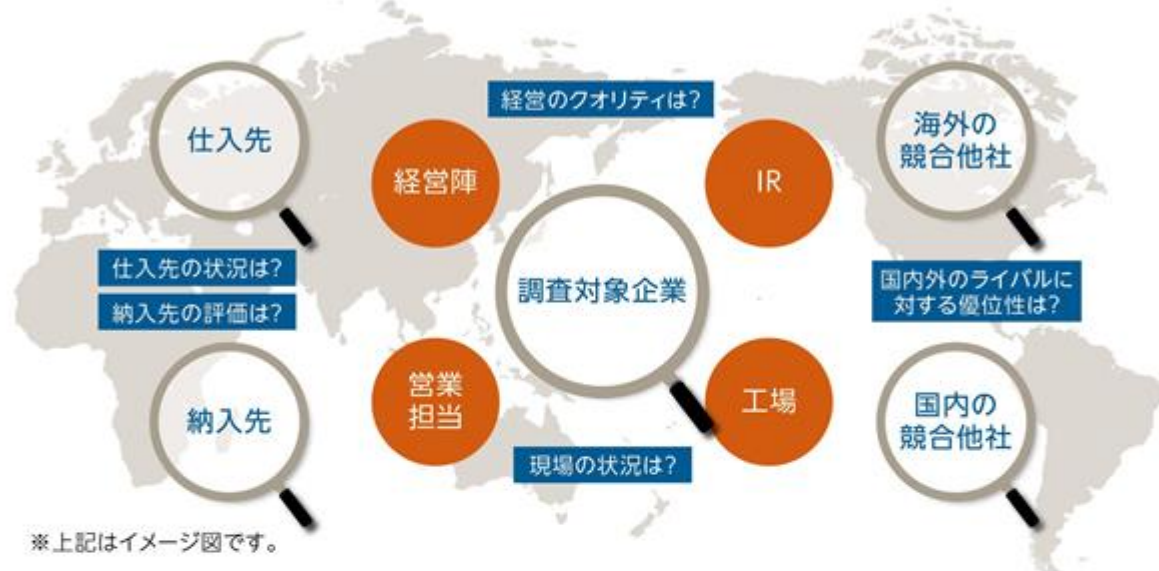 経営のクオリティは?
仕入先
経営陣
IR
海外の
競合他社
仕入先の状況は?
納入先の評価は?
調査対象企業
国内外のライバルに
対する優位性は?
納入先
営業
担当
工場
国内の
競合他社
現場の状況は?
※上記はイメージ図です。